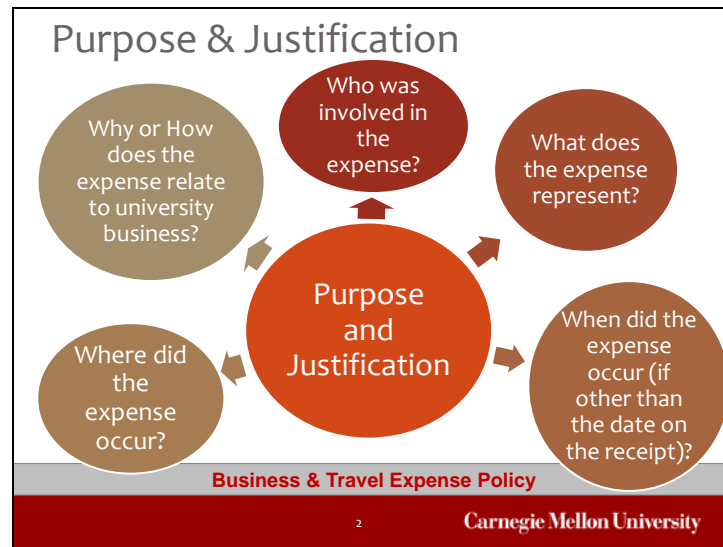 Purpose & Justification
Who was
involved in
the
expense?
Why or How
does the
expense relate
to university
business?
What does
the expense
represent?
Purpose
and
Justification
Where did
the
expense
occur?
When did the
expense
occur (if
other than
the date on
the receipt)?
Business & Travel Expense Policy
2
Carnegie Mellon University